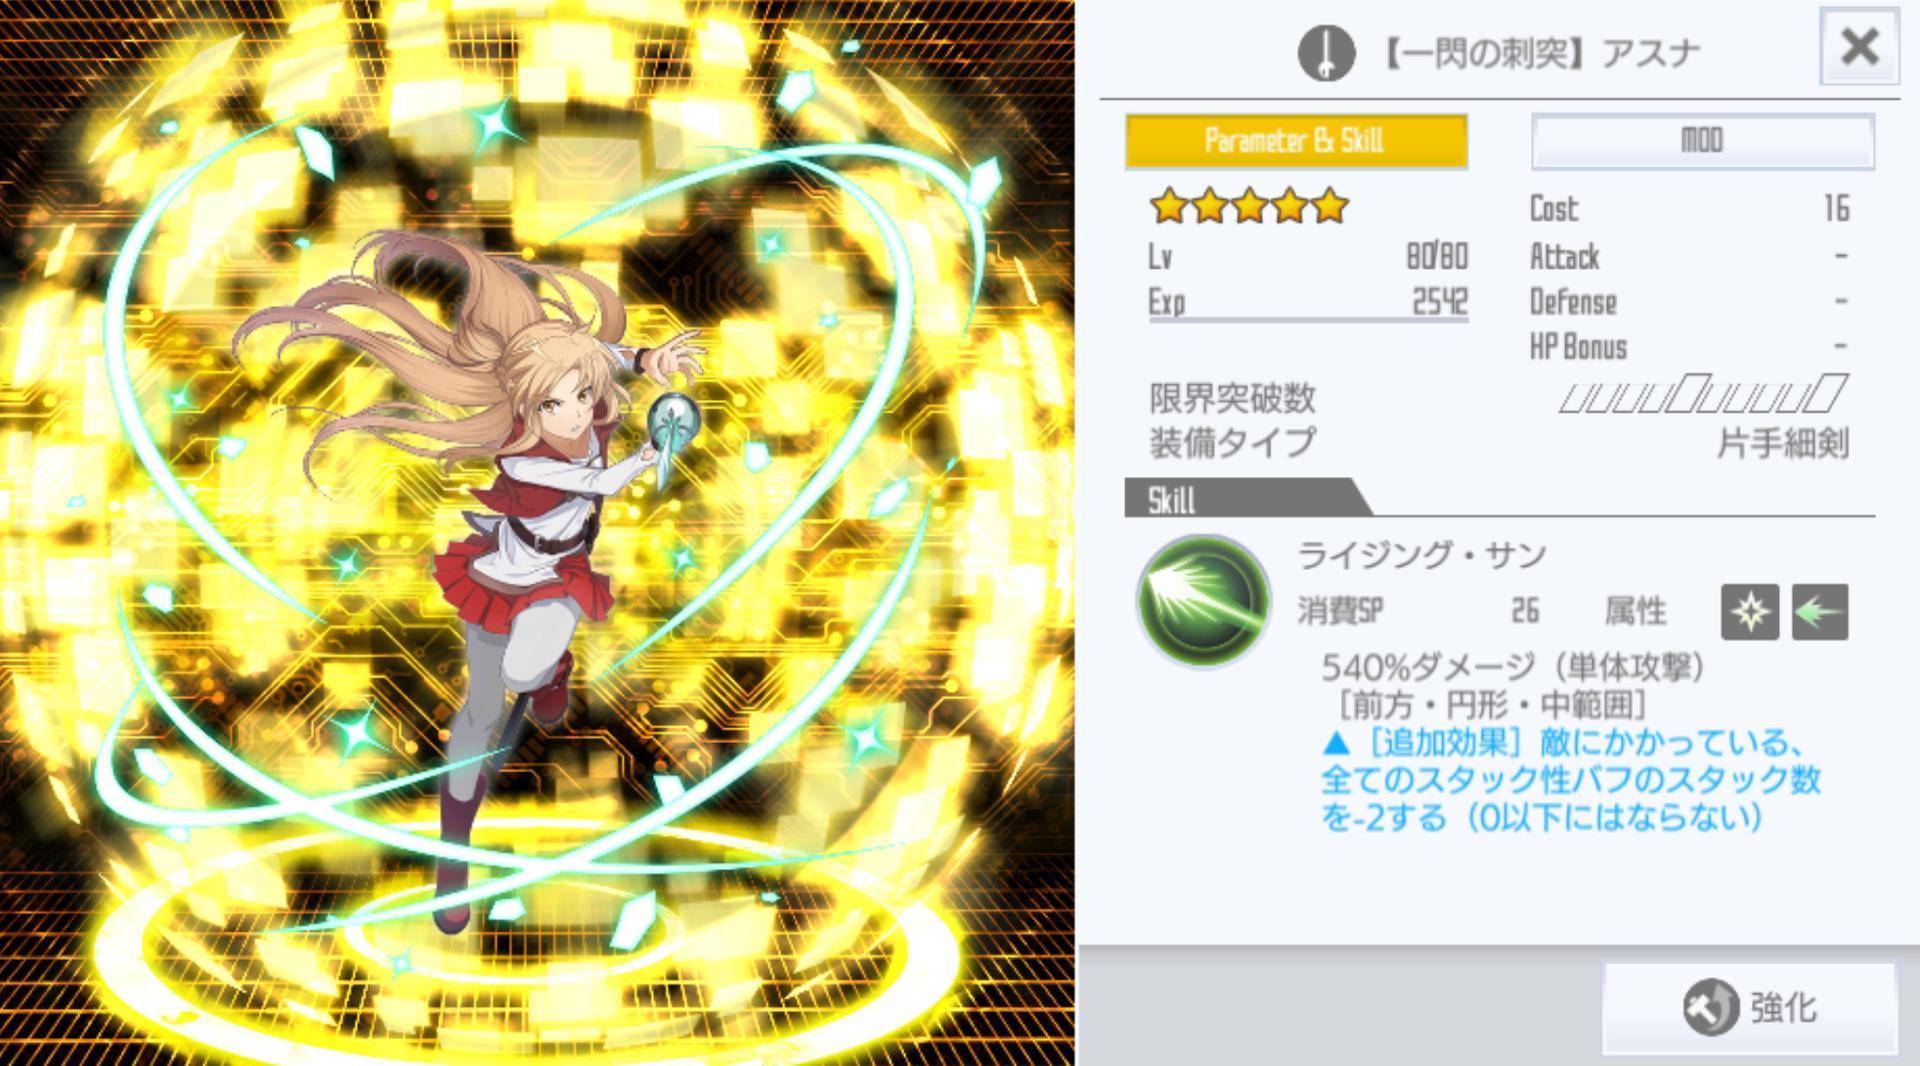 【一閃の刺突】アスナ
Parameter & Skill
MOD
Lv 80/80
Exp 2542
Cost 16
Attack -
Defense -
HP Bonus -
限界突破数
装備タイプ 片手細剣
Skill
ライジング・サン
消費SP 26 属性
540%ダメージ（単体攻撃）
［前方・円形・中範囲］
▲［追加効果］敵にかかっている、
全てのスタック性バフのスタック数
を-2する（0以下にはならない）
強化